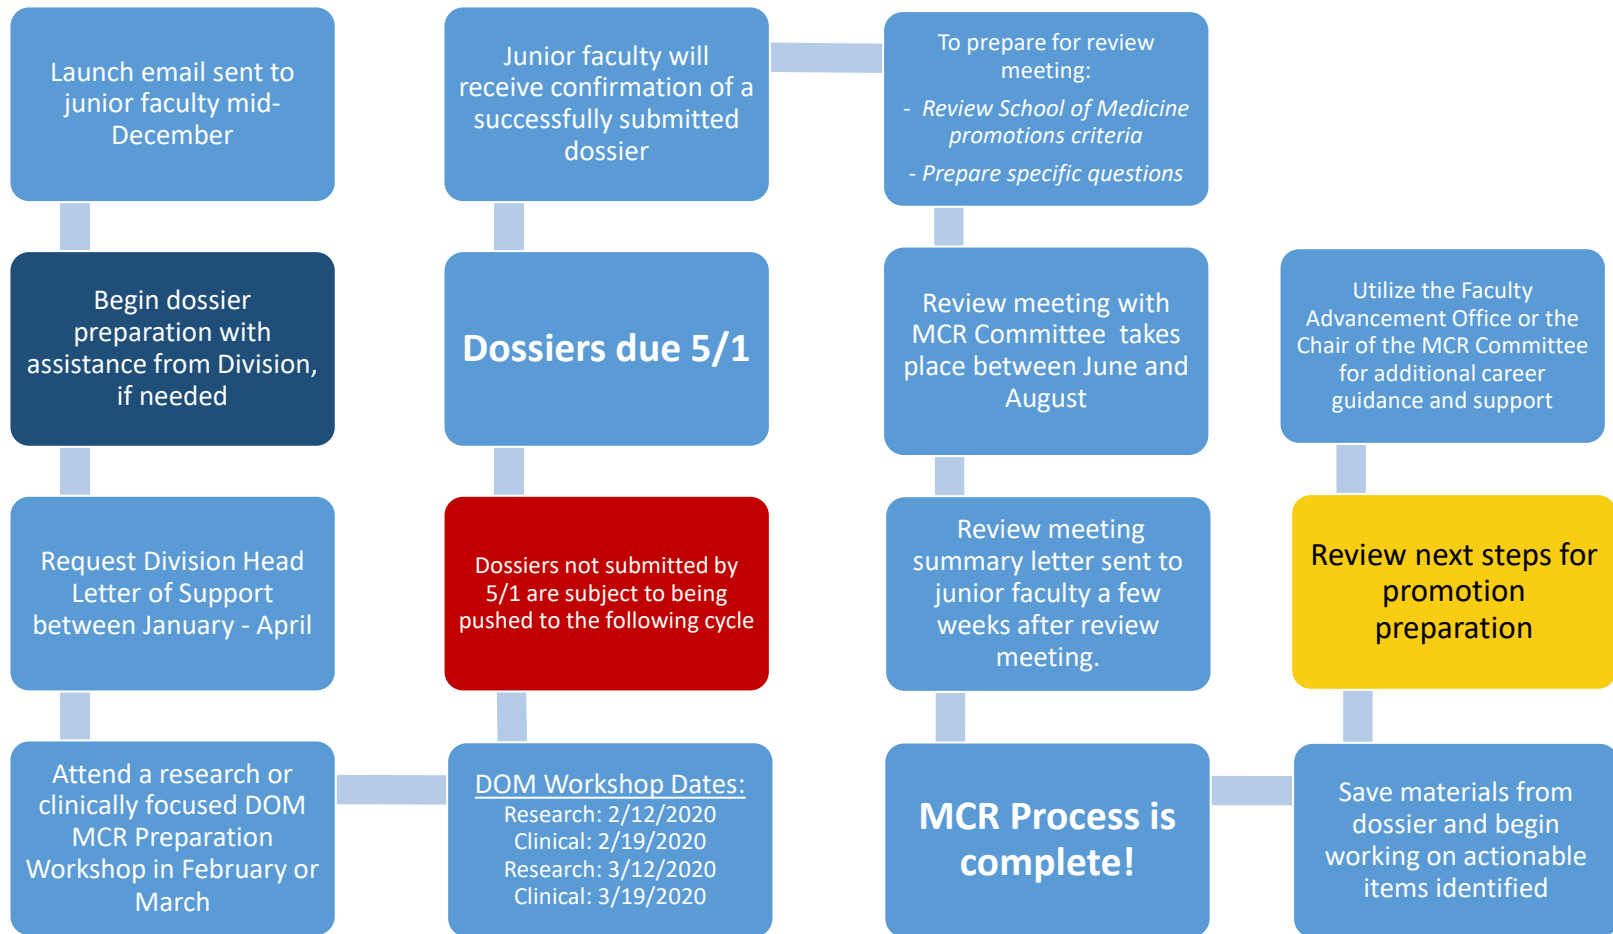 Launch email sent to
junior faculty mid-
December
Begin dossier
preparation with
assistance from Division,
if needed
Request Division Head
Letter of Support
between January - April
Attend a research or
clinically focused DOM
MCR Preparation
Workshop in February or
March
DOM Workshop Dates:
Research: 2/12/2020
Clinical: 2/19/2020
Research: 3/12/2020
Clinical: 3/19/2020
Dossiers not submitted by
5/1 are subject to being
pushed to the following cycle
Dossiers due 5/1
Junior faculty will
receive confirmation of a
successfully submitted
dossier
To prepare for review
meeting:
- Review School of Medicine
promotions criteria
- Prepare specific questions
Review meeting with
MCR Committee takes
place between June and
August
Review meeting
summary letter sent to
junior faculty a few
weeks after review
meeting.
MCR Process is
complete!
Save materials from
dossier and begin
working on actionable
items identified
Review next steps for
promotion
preparation
Utilize the Faculty
Advancement Office or the
Chair of the MCR Committee
for additional career
guidance and support